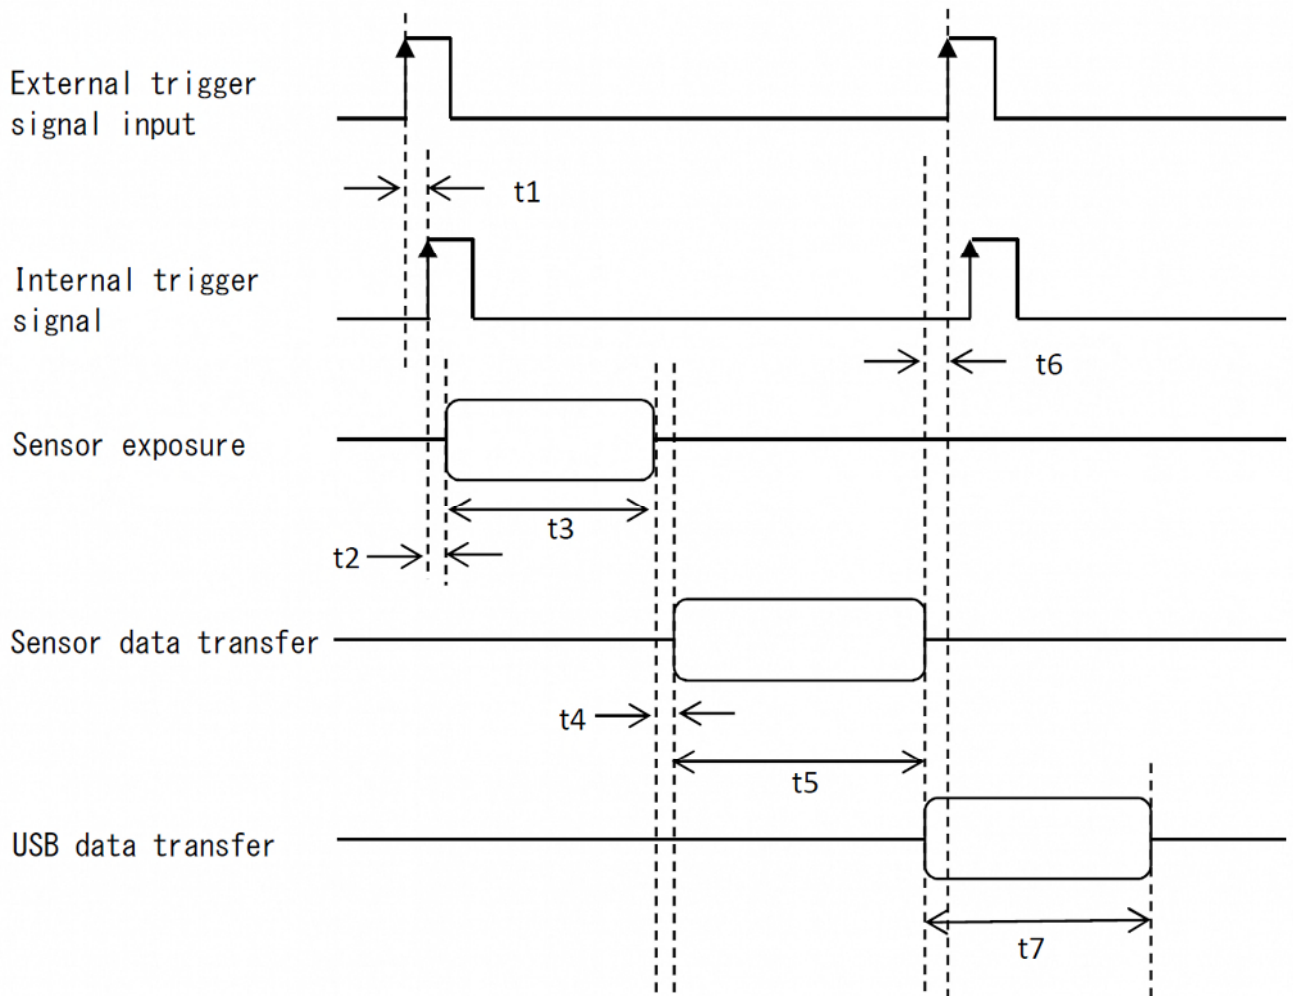 External trigger
signal input
t1
Internal trigger
signal
t6
Sensor exposure
t3
t2
Sensor data transfer
t4
t5
USB data transfer
t7